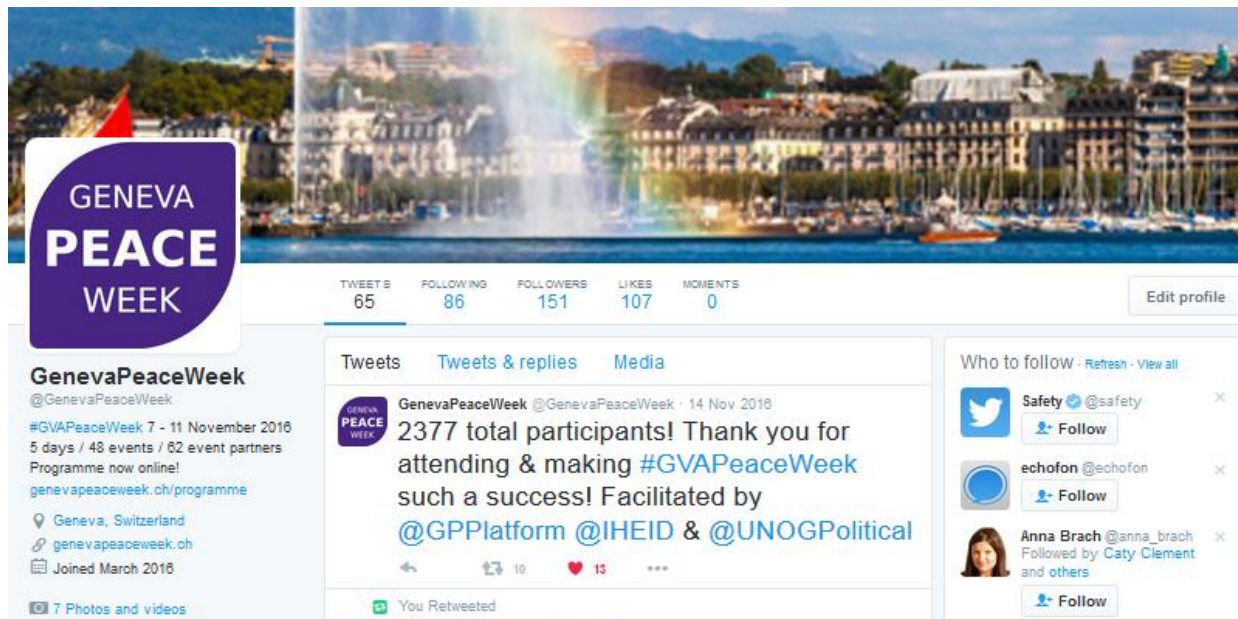 GENEVA
PEACE
WEEK
TWEETS
65
FOLLOWING
86
FOLLOWERS
151
LIKES
107
MOMENTS
0
Edit profile
GenevaPeaceWeek
@GenevaPeaceWeek
#GVAPeaceWeek 7 - 11 November 2016
5 days / 48 events / 62 event partners
Programme now online!
genevapeaceweek.ch/programme
Geneva, Switzerland
genevapeaceweek.ch
Joined March 2016
7 Photos and videos
Tweets Tweets & replies Media
GENEVA
PEACE
WEEK
GenevaPeaceWeek @GenevaPeaceWeek · 14 Nov 2016
2377 total participants! Thank you for
attending & making #GVAPeaceWeek
such a success! Facilitated by
@GPPlatform @IHEID & @UNOGPolitical
10 13
You Retweeted
Who to follow · Refresh · View all
Safety @safety
Follow
echofon @echofon
Follow
Anna Brach @anna_brach
Followed by Caty Clement
and others
Follow